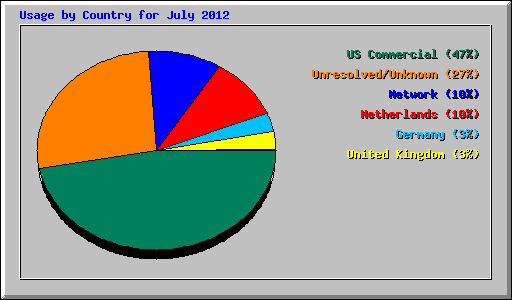 Usage by Country for July 2012
US Commercial (47%)
Unresolved/Unknown (27%)
Network (10%)
Netherlands (10%)
Germany (3%)
United Kingdom (3%)